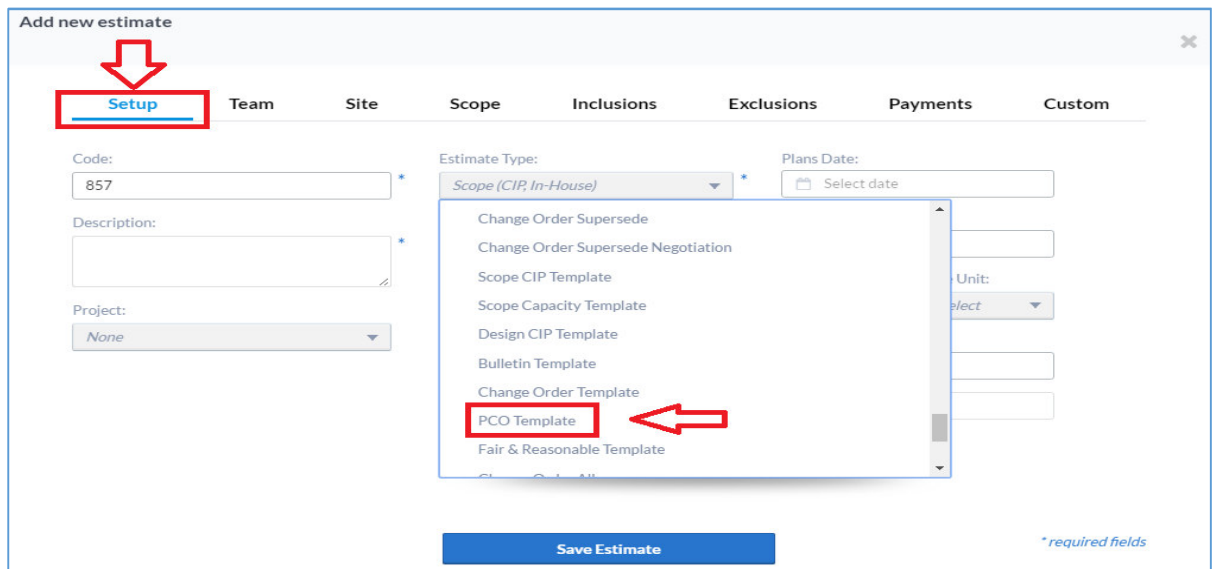 Add new estimate
Setup Team Site Scope Inclusions Exclusions Payments Custom
Code:
857 *
Description:
*
Project:
None
Estimate Type:
Scope (CIP, In-House) *
Change Order Supersede
Change Order Supersede Negotiation
Scope CIP Template
Scope Capacity Template
Design CIP Template
Bulletin Template
Change Order Template
PCO Template
Fair & Reasonable Template
Plans Date:
Select date
Unit:
Save Estimate
* required fields